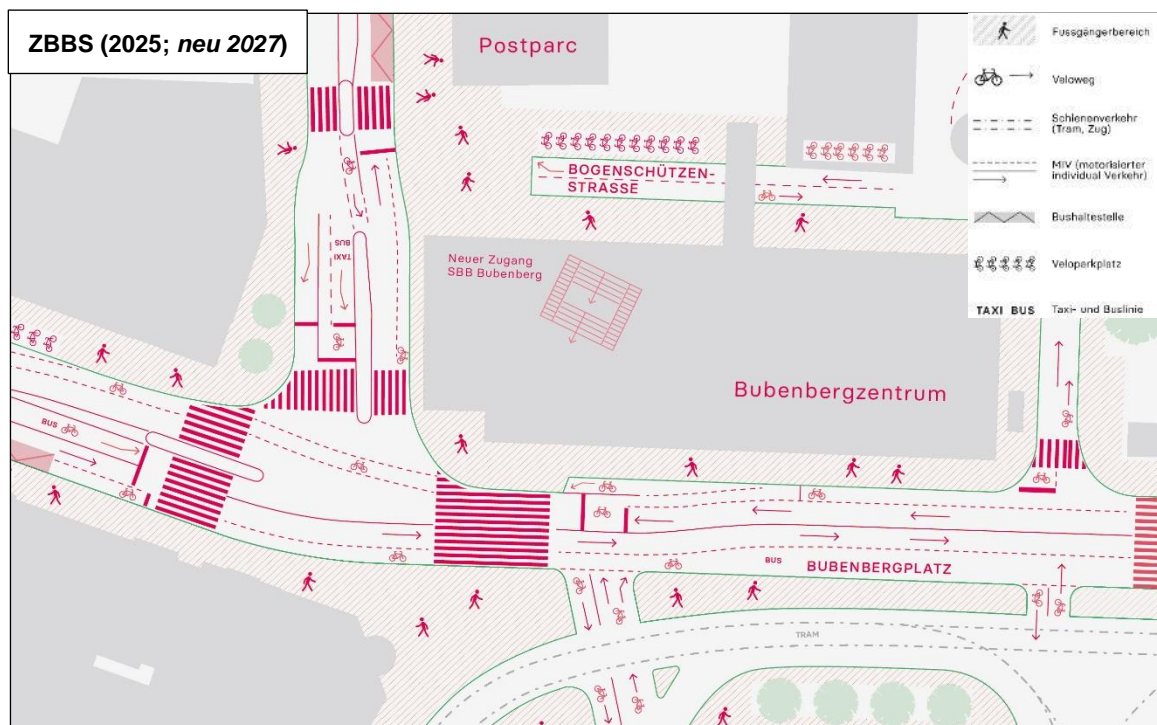 ZBBS (2025; neu 2027)
Postparc
Fussgängerbereich
Veloweg
Schienenverkehr
(Tram, Zug)
MIV (motorisierter
individual Verkehr)
Bushaltestelle
Veloparkplatz
TAXI BUS Taxi- und Buslinie
BOGENSCHÜTZEN-
STRASSE
TAXI
BUS
Neuer Zugang
SBB Bubenberg
Bubenbergzentrum
BUS
BUS
BUBENBERGPLATZ
TRAM